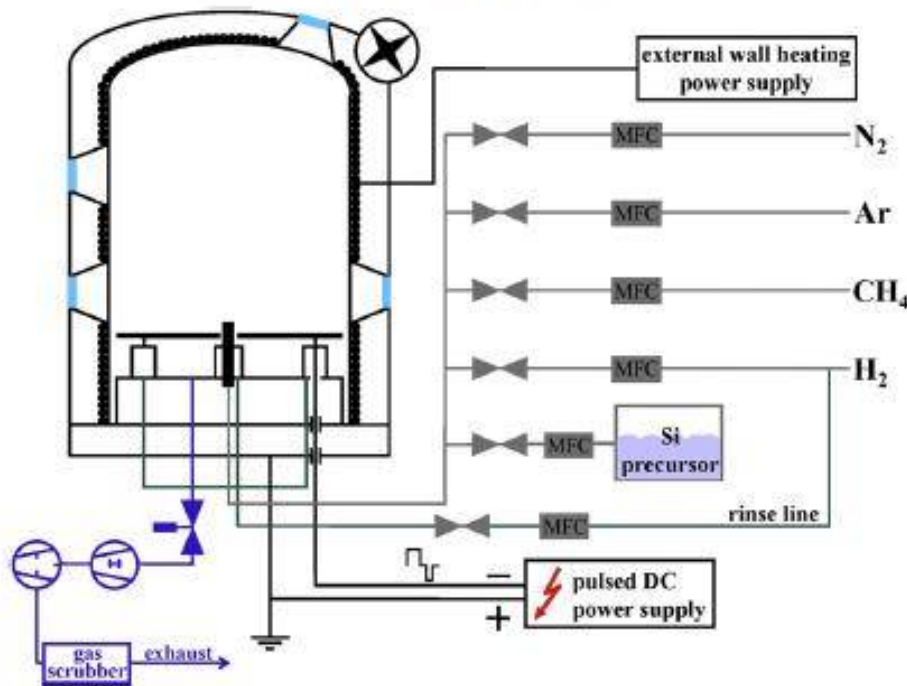 external wall heating
power supply
MFC
N2
MFC
Ar
MFC
CH4
MFC
H2
MFC
Si
precursor
rinse line
MFC
−
pulsed DC
power supply
+
gas
scrubber
exhaust